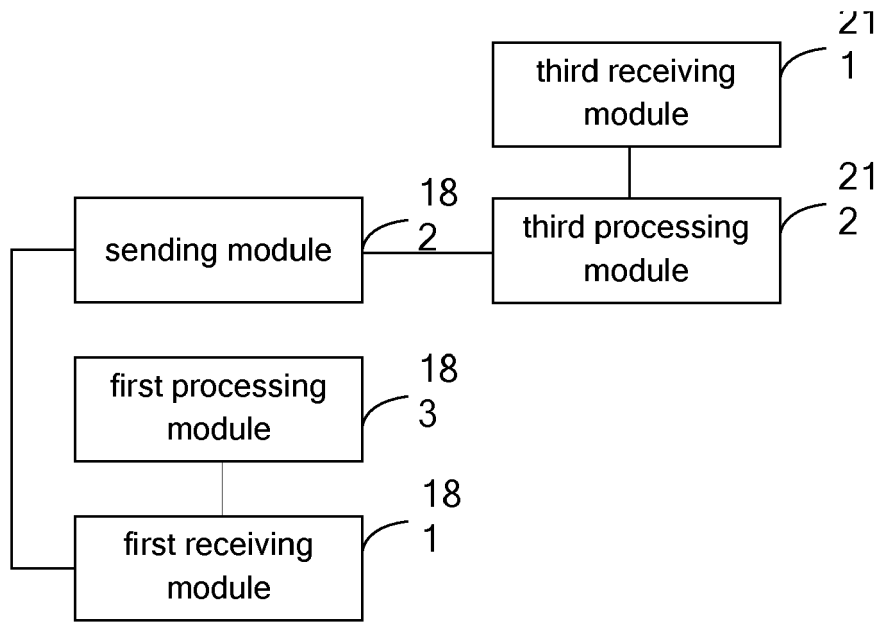 third receiving
module
21
1
third processing
module
21
2
sending module
18
2
first processing
module
18
3
first receiving
module
18
1